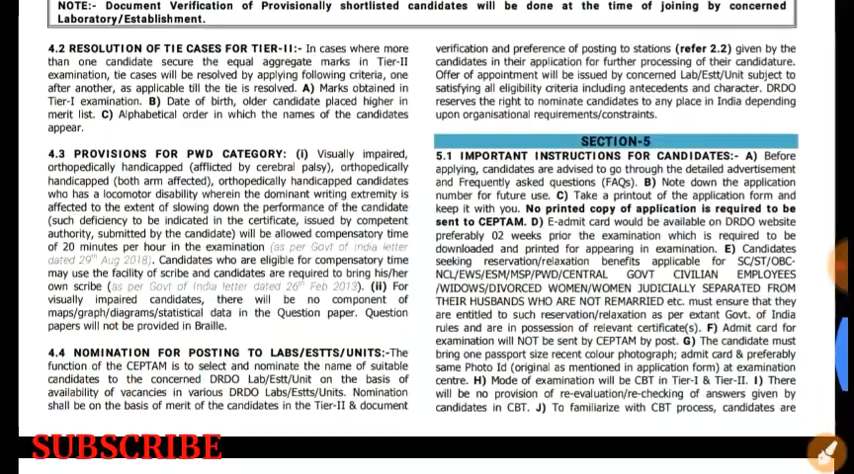 NOTE:- Document Verification of Provisionally shortlisted candidates will be done at the time of joining by concerned
Laboratory/Establishment.
4.2 RESOLUTION OF TIE CASES FOR TIER-II:- In cases where more
than one candidate secure the equal aggregate marks in Tier-II
examination, tie cases will be resolved by applying following criteria, one
after another, as applicable till the tie is resolved. A) Marks obtained in
Tier-I examination. B) Date of birth, older candidate placed higher in
merit list. C) Alphabetical order in which the names of the candidates
appear.
4.3 PROVISIONS FOR PWD CATEGORY: (i) Visually impaired,
orthopedically handicapped (afflicted by cerebral palsy), orthopedically
handicapped (both arm affected), orthopedically handicapped candidates
who has a locomotor disability wherein the dominant writing extremity is
affected to the extent of slowing down the performance of the candidate
(such deficiency to be indicated in the certificate, issued by competent
authority, submitted by the candidate) will be allowed compensatory time
of 20 minutes per hour in the examination (as per Govt of india letter
dated 29th Aug 2018). Candidates who are eligible for compensatory time
may use the facility of scribe and candidates are required to bring his/her
own scribe (as per Govt of India letter dated 26th Feb 2013). (ii) For
visually impaired candidates, there will be no component of
maps/graph/diagrams/statistical data in the Question paper. Question
papers will not be provided in Braille.
4.4 NOMINATION FOR POSTING TO LABS/ESTTS/UNITS:-The
function of the CEPTAM is to select and nominate the name of suitable
candidates to the concerned DRDO Lab/Estt/Unit on the basis of
availability of vacancies in various DRDO Labs/Estts/Units. Nomination
shall be on the basis of merit of the candidates in the Tier-II & document
verification and preference of posting to stations (refer 2.2) given by the
candidates in their application for further processing of their candidature.
Offer of appointment will be issued by concerned Lab/Estt/Unit subject to
satisfying all eligibility criteria including antecedents and character. DRDO
reserves the right to nominate candidates to any place in India depending
upon organisational requirements/constraints.
SECTION-5
5.1 IMPORTANT INSTRUCTIONS FOR CANDIDATES:- A) Before
applying, candidates are advised to go through the detailed advertisement
and Frequently asked questions (FAQs). B) Note down the application
number for future use. C) Take a printout of the application form and
keep it with you. No printed copy of application is required to be
sent to CEPTAM. D) E-admit card would be available on DRDO website
preferably 02 weeks prior the examination which is required to be
downloaded and printed for appearing in examination. E) Candidates
seeking reservation/relaxation benefits applicable for SC/ST/OBC-
NCL/EWS/ESM/MSP/PWD/CENTRAL GOVT CIVILIAN EMPLOYEES
/WIDOWS/DIVORCED WOMEN/WOMEN JUDICIALLY SEPARATED FROM
THEIR HUSBANDS WHO ARE NOT REMARRIED etc. must ensure that they
are entitled to such reservation/relaxation as per extant Govt. of India
rules and are in possession of relevant certificate(s). F) Admit card for
examination will NOT be sent by CEPTAM by post. G) The candidate must
bring one passport size recent colour photograph; admit card & preferably
same Photo Id (original as mentioned in application form) at examination
centre. H) Mode of examination will be CBT in Tier-I & Tier-II. I) There
will be no provision of re-evaluation/re-checking of answers given by
candidates in CBT. J) To familiarize with CBT process, candidates are
SUBSCRIBE